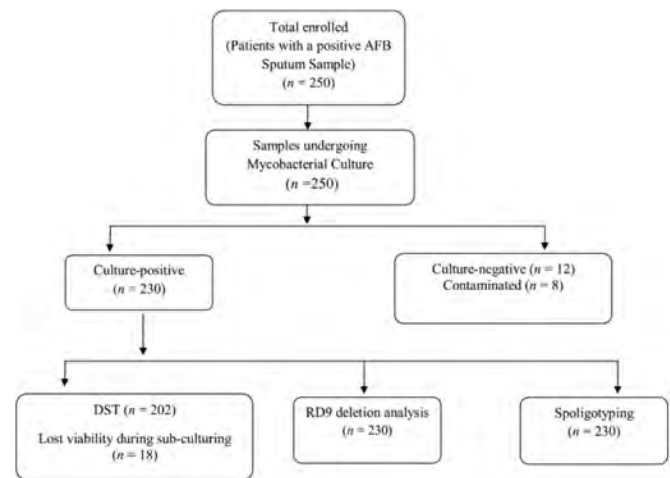 Total enrolled
(Patients with a positive AFB
Sputum Sample)
(n = 250)
Samples undergoing
Mycobacterial Culture
(n =250)
Culture-positive
(n = 230)
Culture-negative (n = 12)
Contaminated (n = 8)
DST (n = 202)
Lost viability during sub-culturing
(n = 18)
RD9 deletion analysis
(n = 230)
Spoligotyping
(n = 230)